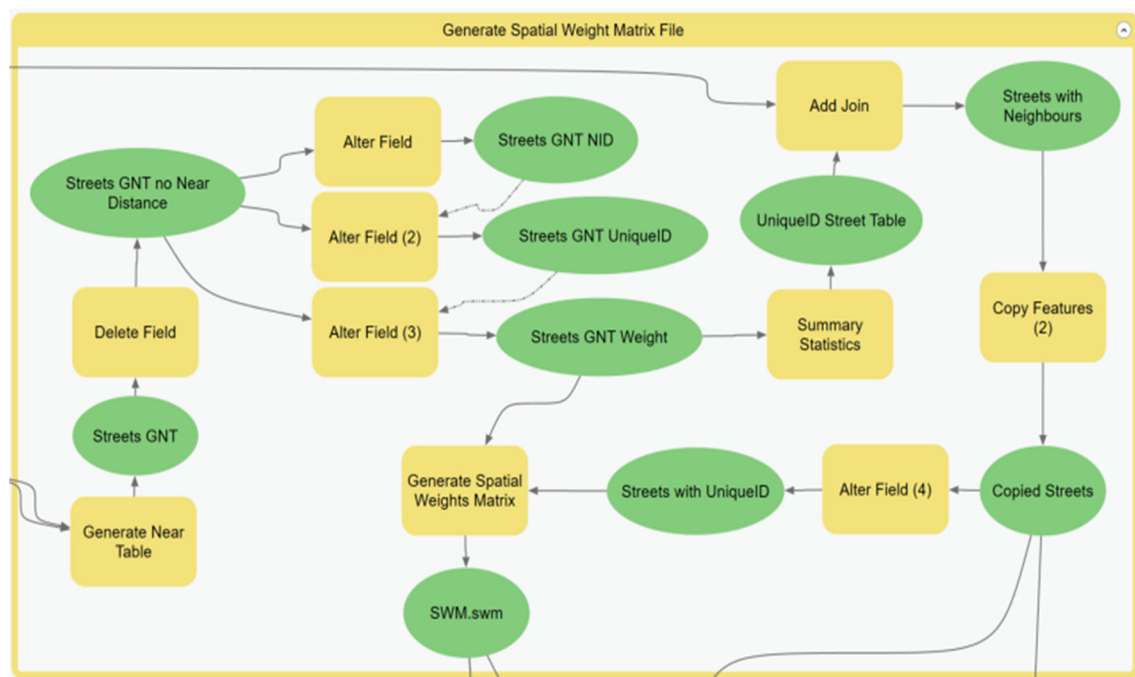 Generate Spatial Weight Matrix File
Add Join
Streets with
Neighbours
Alter Field
Streets GNT NID
Streets GNT no Near
Distance
UniqueID Street Table
Alter Field (2)
Streets GNT UniqueID
Delete Field
Alter Field (3)
Streets GNT Weight
Summary
Statistics
Copy Features
(2)
Streets GNT
Generate Spatial
Weights Matrix
Streets with UniqueID
Alter Field (4)
Copied Streets
Generate Near
Table
SWM.swm